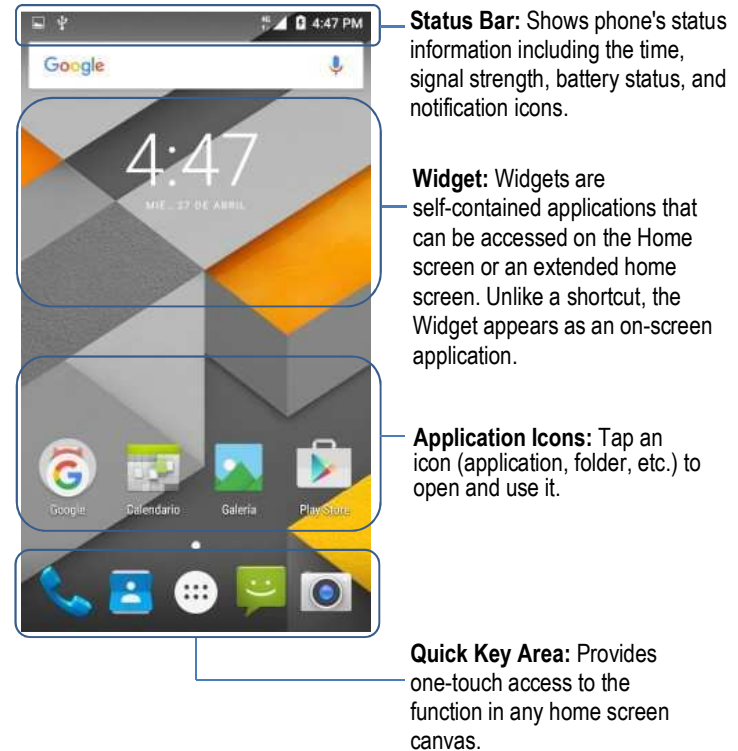 4G 4:47 PM
Google
4:47
MIÉ., 27 DE ABRIL
Google
Calendario
Galería
Play Store
Status Bar: Shows phone's status
information including the time,
signal strength, battery status, and
notification icons.
Widget: Widgets are
self-contained applications that
can be accessed on the Home
screen or an extended home
screen. Unlike a shortcut, the
Widget appears as an on-screen
application.
Application Icons: Tap an
icon (application, folder, etc.) to
open and use it.
Quick Key Area: Provides
one-touch access to the
function in any home screen
canvas.